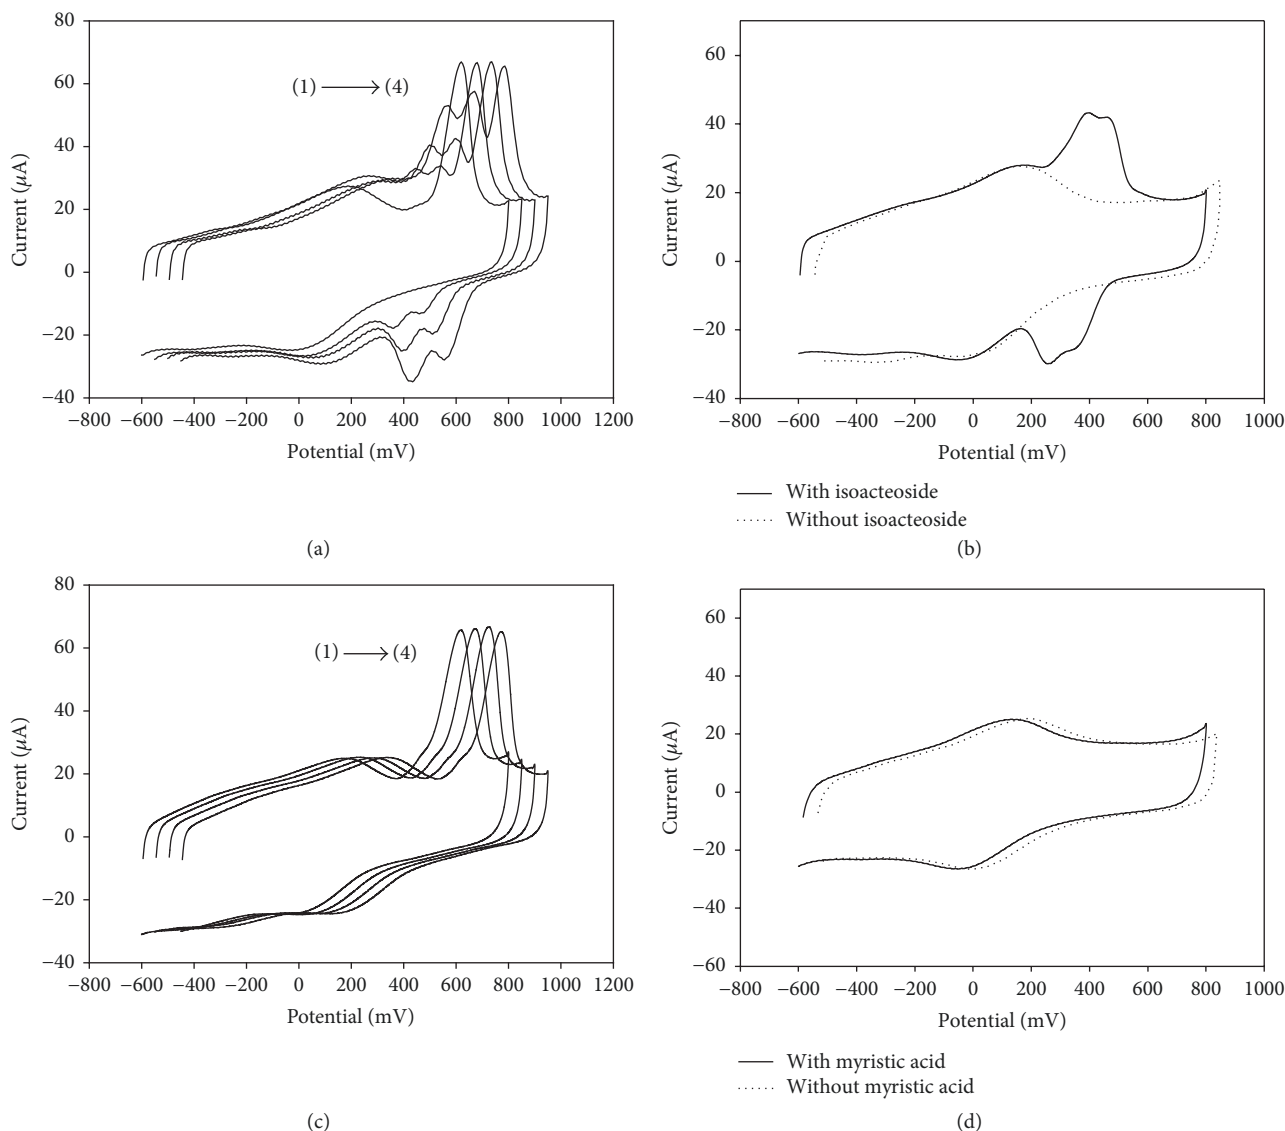 80
60
40
20
0
−20
−40
Current (μA)
(1) (4)
−800 −600 −400 −200 0 200 400 600 800 1000 1200
Potential (mV)
(a)
60
40
20
0
−20
−40
Current (μA)
−800 −600 −400 −200 0 200 400 600 800 1000
Potential (mV)
With isoacteoside
Without isoacteoside
(b)
80
60
40
20
0
−20
−40
Current (μA)
(1) (4)
−800 −600 −400 −200 0 200 400 600 800 1000 1200
Potential (mV)
(c)
60
40
20
0
−20
−40
−60
Current (μA)
−800 −600 −400 −200 0 200 400 600 800 1000
Potential (mV)
With myristic acid
Without myristic acid
(d)